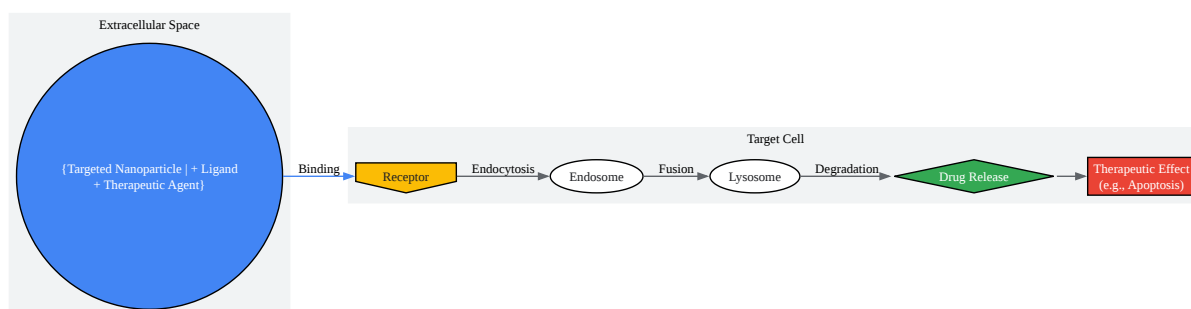 Extracellular Space
{Targeted Nanoparticle | + Ligand
+ Therapeutic Agent}
Binding
Target Cell
Receptor
Endocytosis
Endosome
Fusion
Lysosome
Degradation
Drug Release
Therapeutic Effect
(e.g., Apoptosis)